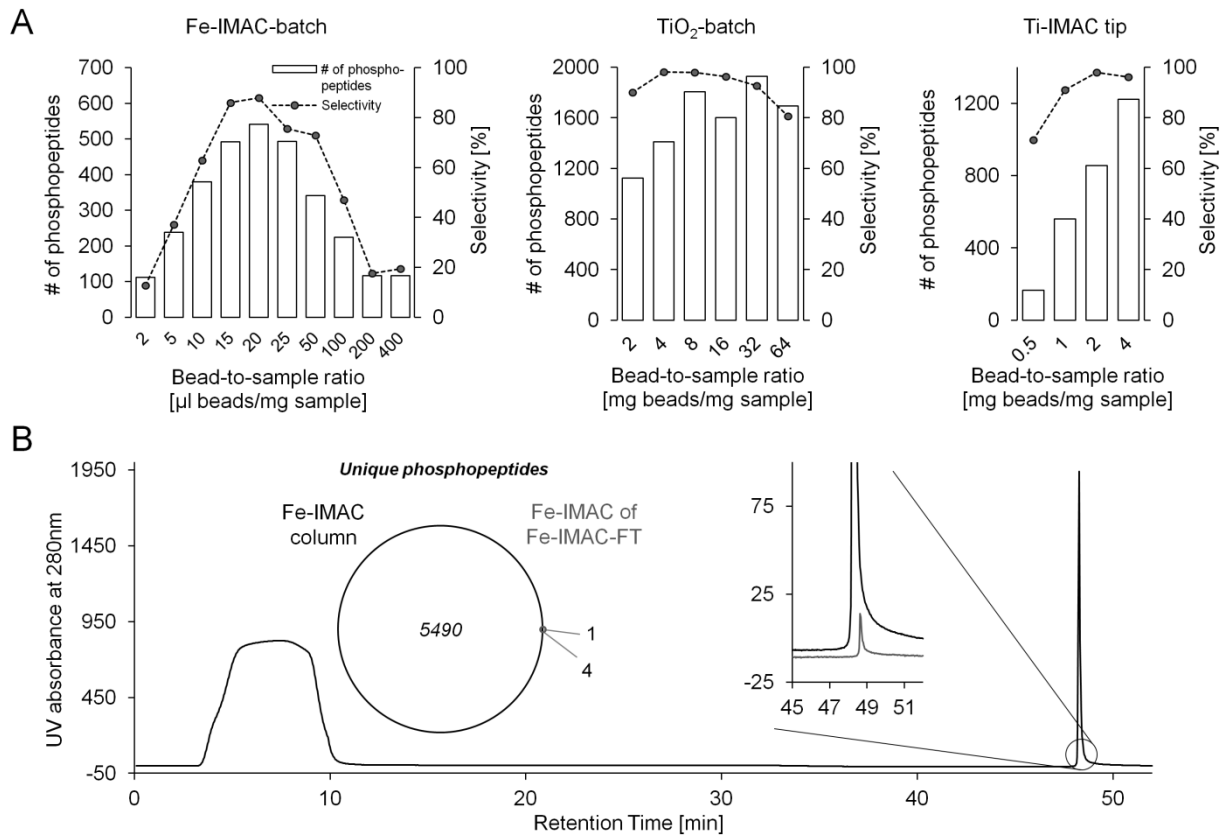 A
Fe-IMAC-batch
# of phosphopeptides
700
600
500
400
300
200
100
0
# of phospho-
peptides
Selectivity
100
80
60
40
20
0
Selectivity [%]
2
5
10
15
20
25
50
100
200
400
Bead-to-sample ratio
[µl beads/mg sample]
TiO2-batch
# of phosphopeptides
2000
1600
1200
800
400
0
100
80
60
40
20
0
Selectivity [%]
2
4
8
16
32
64
Bead-to-sample ratio
[mg beads/mg sample]
Ti-IMAC tip
# of phosphopeptides
1200
800
400
0
100
80
60
40
20
0
Selectivity [%]
0.5
1
2
4
Bead-to-sample ratio
[mg beads/mg sample]
B
UV absorbance at 280nm
1950
1450
950
450
-50
Unique phosphopeptides
Fe-IMAC
column
Fe-IMAC of
Fe-IMAC-FT
5490
1
4
75
25
-25
45
47
49
51
0
10
20
30
40
50
Retention Time [min]